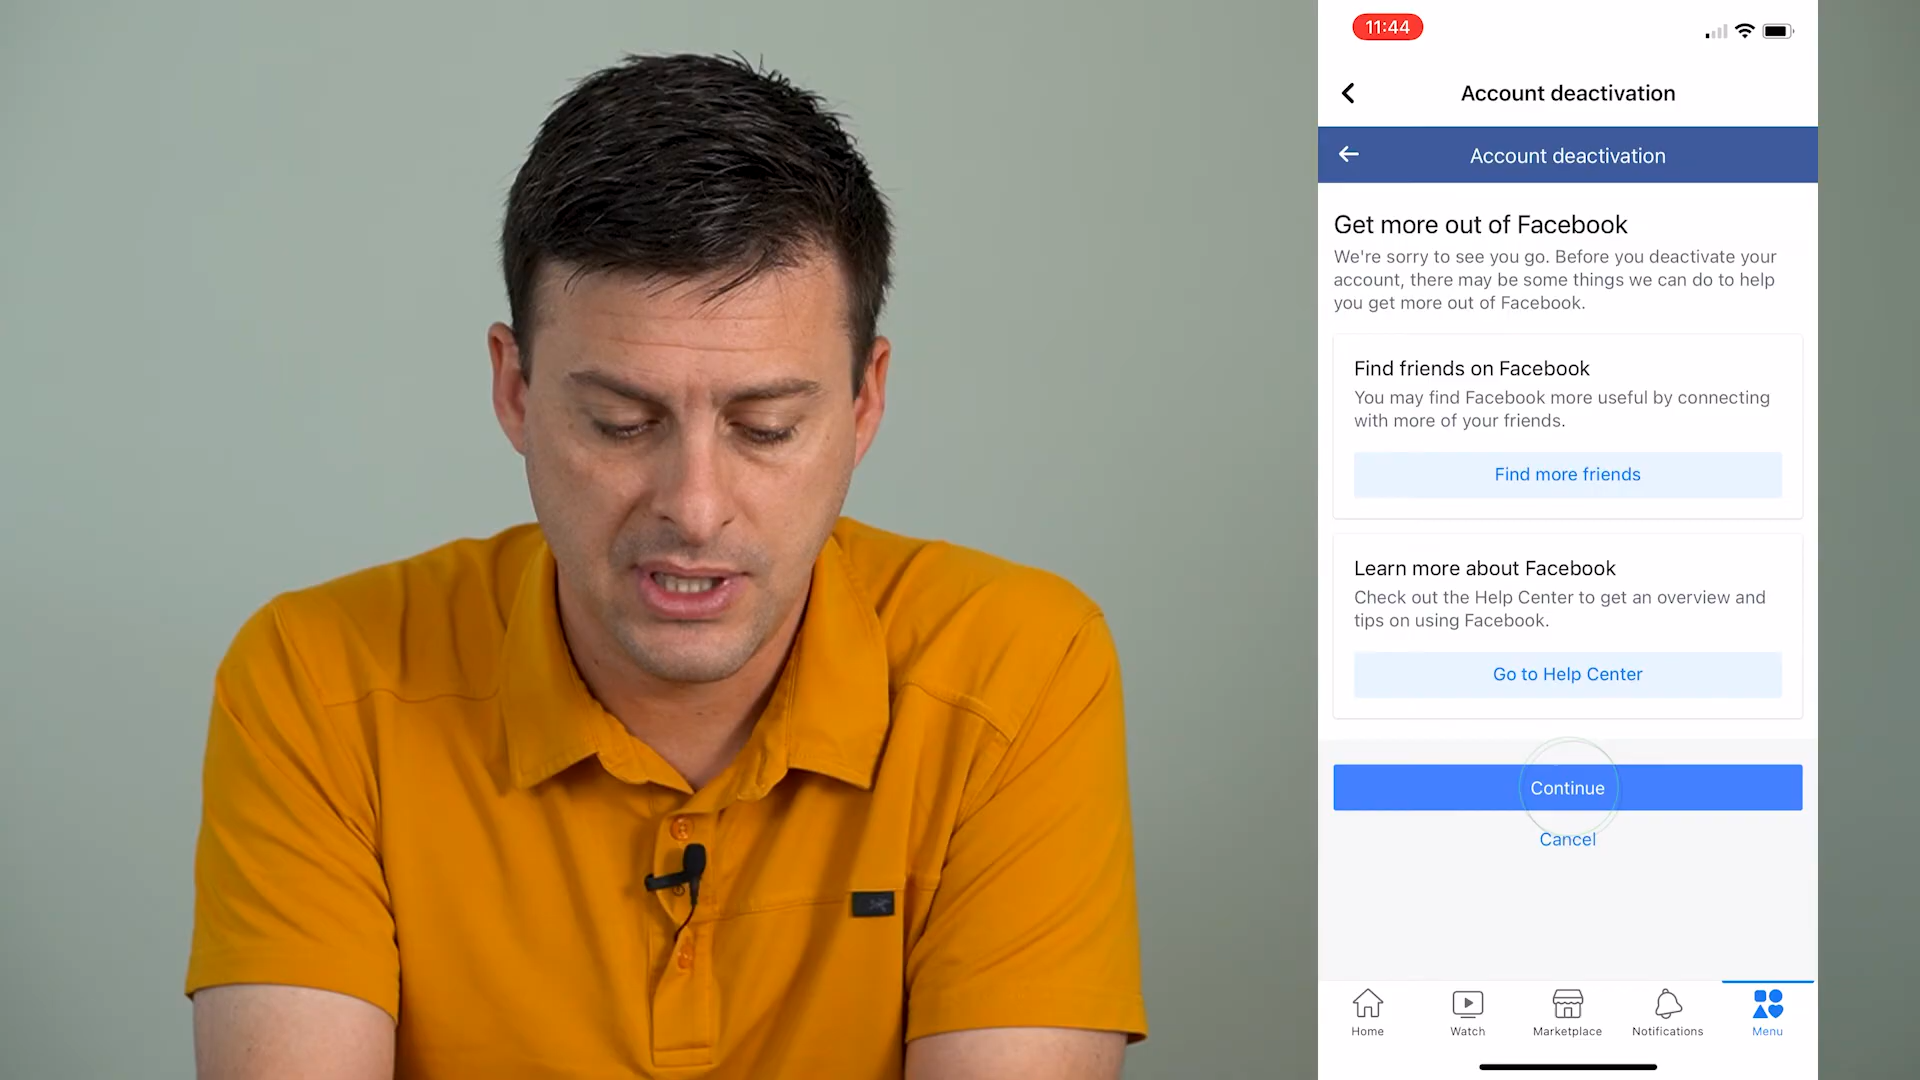 11:44
Account deactivation
Account deactivation
Get more out of Facebook
We're sorry to see you go. Before you deactivate your
account, there may be some things we can do to help
you get more out of Facebook.
Find friends on Facebook
You may find Facebook more useful by connecting
with more of your friends.
Find more friends
Learn more about Facebook
Check out the Help Center to get an overview and
tips on using Facebook.
Go to Help Center
Continue
Cancel
Home
Watch
Marketplace
Notifications
Menu